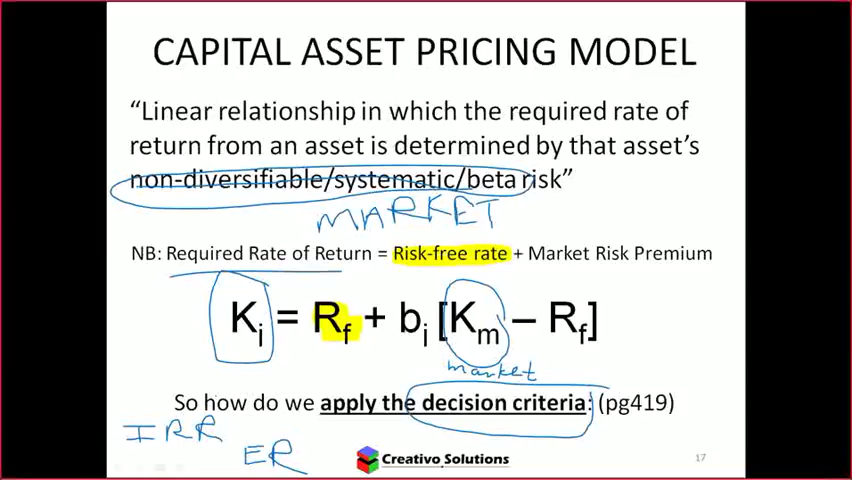 CAPITAL ASSET PRICING MODEL
“Linear relationship in which the required rate of
return from an asset is determined by that asset’s
non-diversifiable/systematic/beta risk”
MARKET
NB: Required Rate of Return = Risk-free rate + Market Risk Premium
Ki = Rf + bi [Km – Rf]
market
So how do we apply the decision criteria: (pg419)
IRR
ER
Creativo Solutions
17